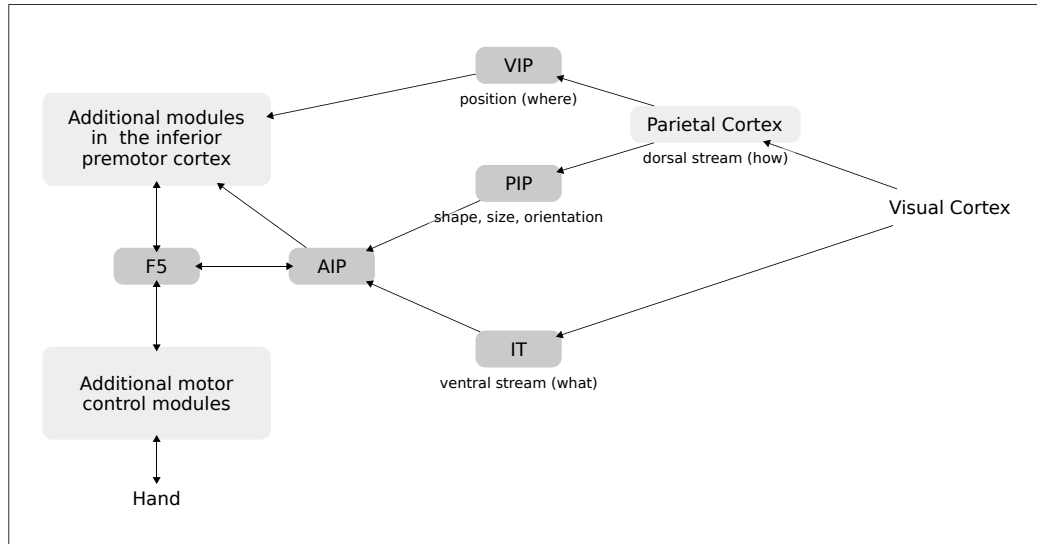 VIP
position (where)
Additional modules
in the inferior
premotor cortex
Parietal Cortex
dorsal stream (how)
PIP
shape, size, orientation
Visual Cortex
F5
AIP
IT
ventral stream (what)
Additional motor
control modules
Hand